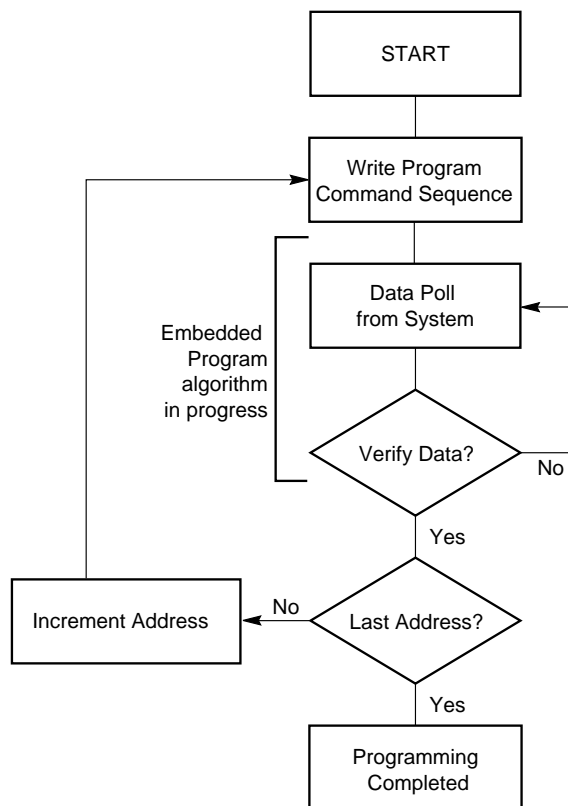 START
Write Program
Command Sequence
Data Poll
from System
Embedded
Program
algorithm
in progress
Verify Data?
No
Yes
Increment Address
No
Last Address?
Yes
Programming
Completed